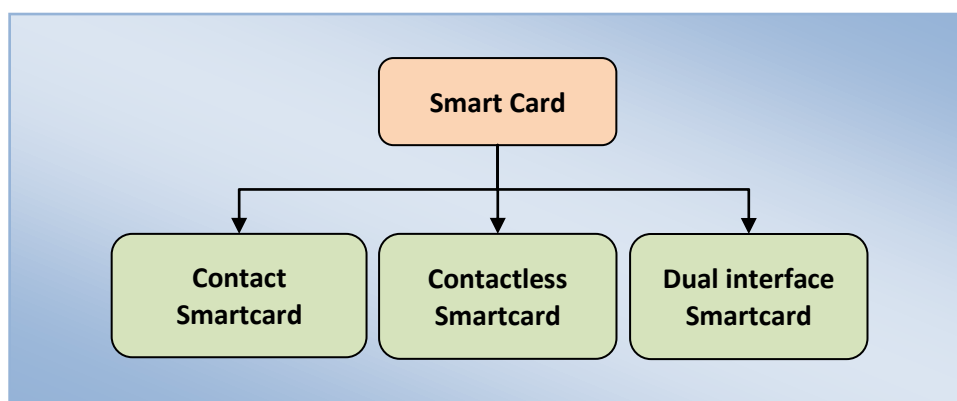 Smart Card
Contact
Smartcard
Contactless
Smartcard
Dual interface
Smartcard